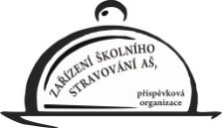 ZAŘÍZENÍ ŠKOLNÍHO
STRAVOVÁNÍ AŠ,
příspěvková
organizace